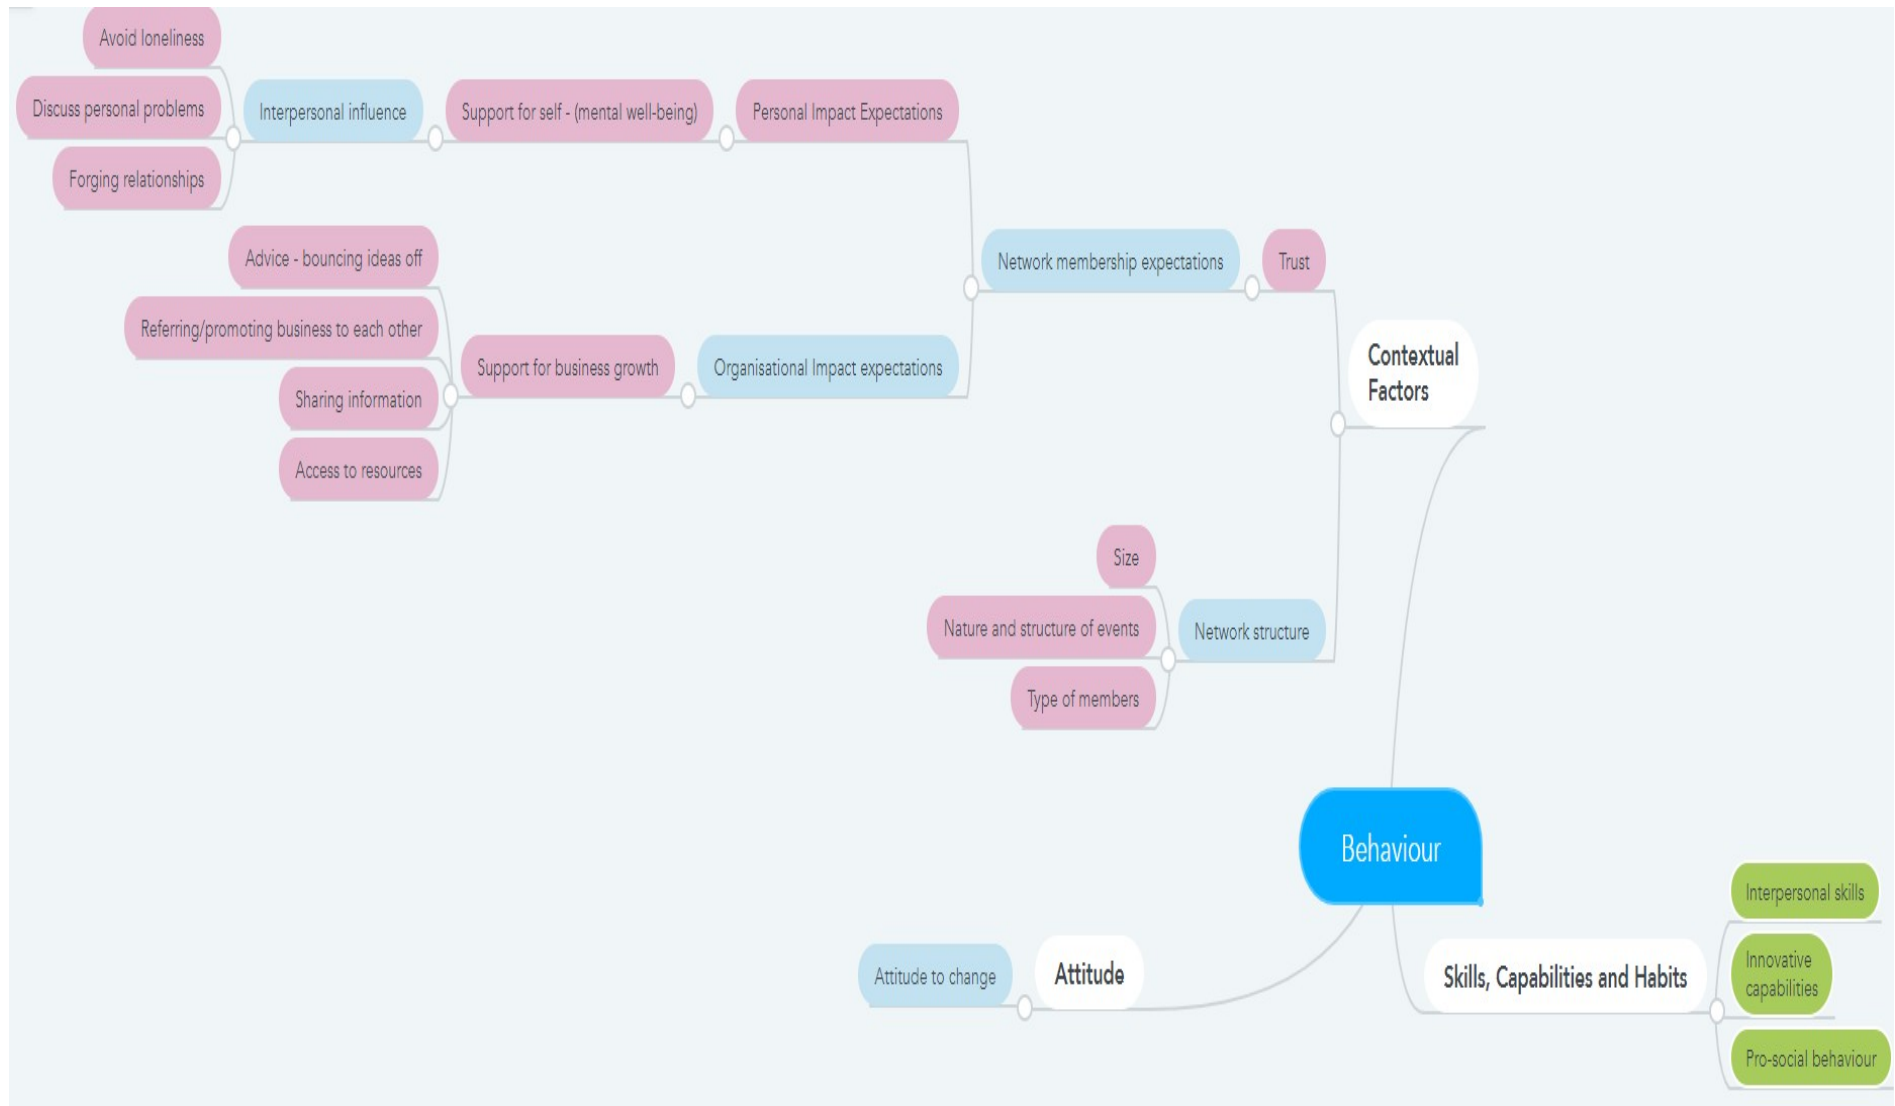 Avoid loneliness
Discuss personal problems
Forging relationships
Interpersonal influence
Support for self - (mental well-being)
Personal Impact Expectations
Advice - bouncing ideas off
Referring/promoting business to each other
Sharing information
Access to resources
Support for business growth
Organisational Impact expectations
Network membership expectations
Trust
Contextual
Factors
Size
Nature and structure of events
Type of members
Network structure
Behaviour
Attitude to change
Attitude
Skills, Capabilities and Habits
Interpersonal skills
Innovative
capabilities
Pro-social behaviour